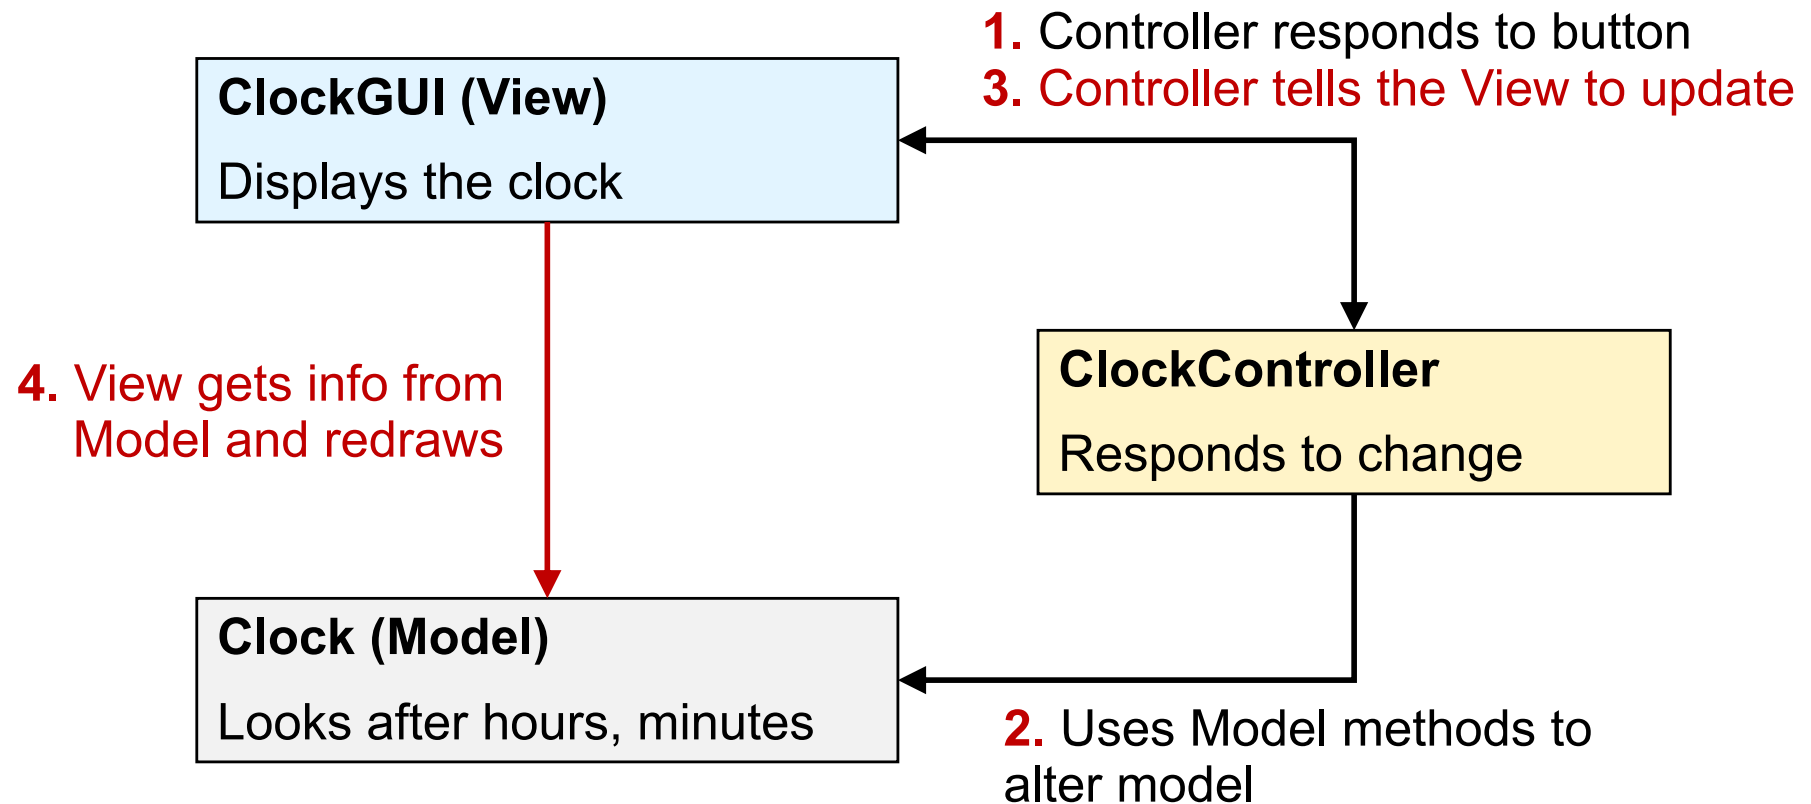 1. Controller responds to button
3. Controller tells the View to update
ClockGUI (View)
Displays the clock
4. View gets info from
Model and redraws
ClockController
Responds to change
Clock (Model)
Looks after hours, minutes
2. Uses Model methods to
alter model